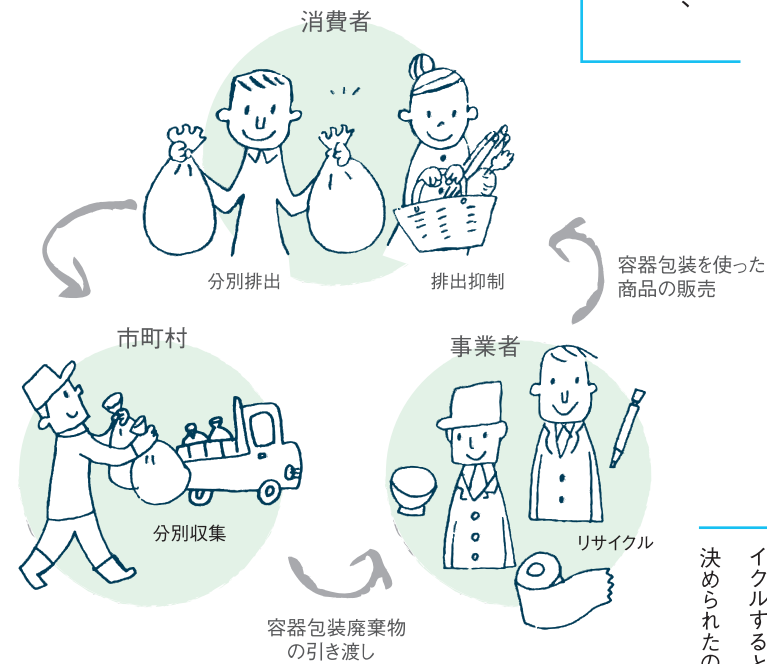 消費者
分別排出
排出抑制
容器包装を使った
商品の販売
市町村
事業者
分別収集
リサイクル
容器包装廃棄物
の引き渡し
、
イクルすると
決められたの